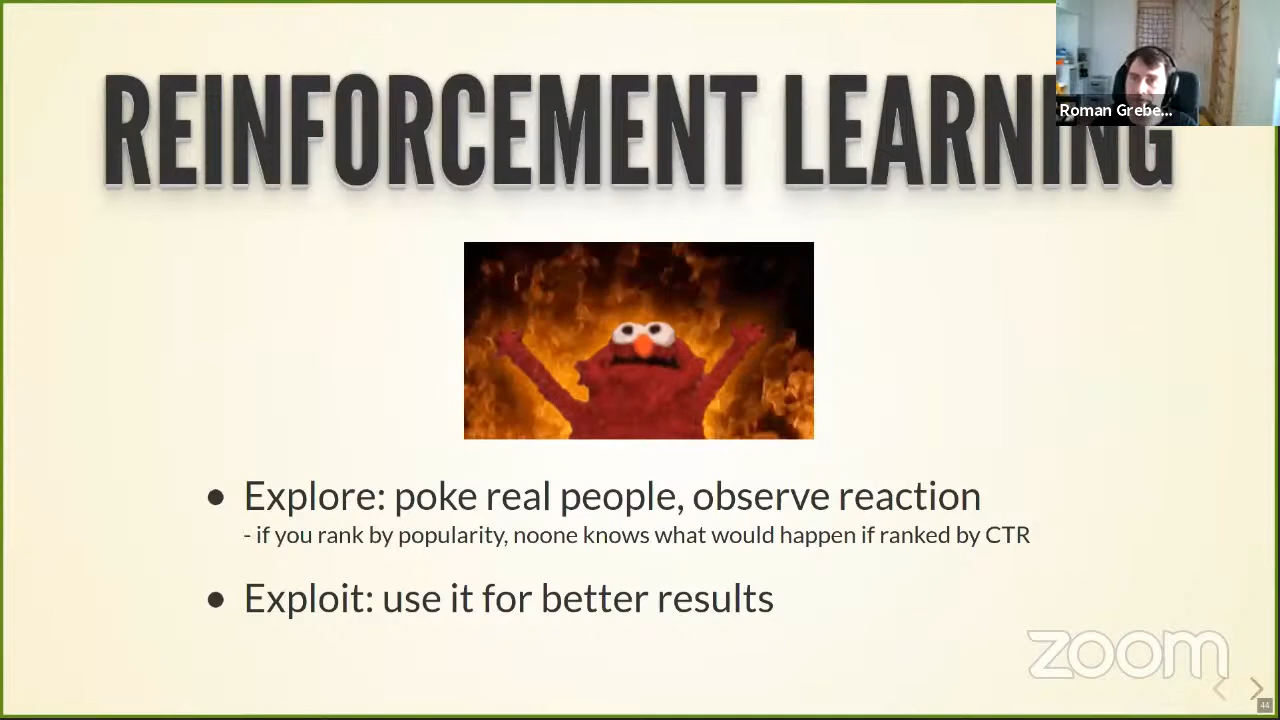 REINFORCEMENT LEARNING
Roman Grebe...
Explore: poke real people, observe reaction
- if you rank by popularity, noone knows what would happen if ranked by CTR
Exploit: use it for better results
zoom
44